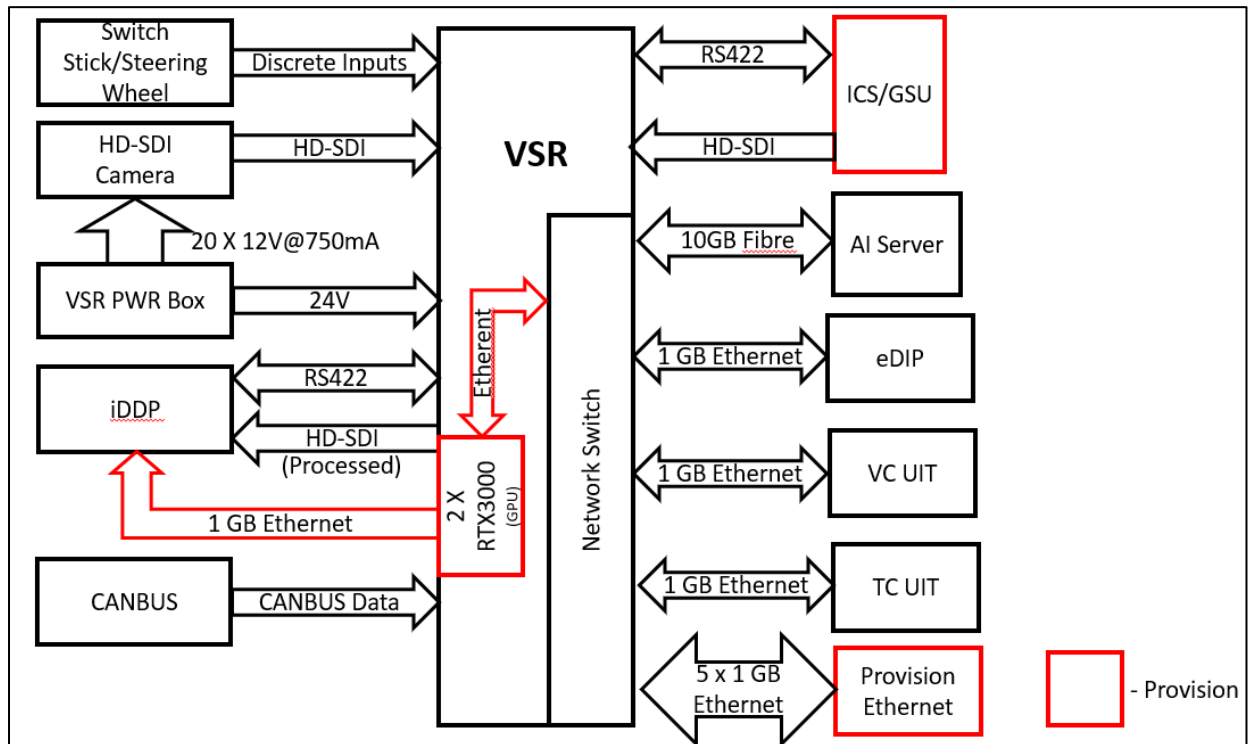 Switch
Stick/Steering
Wheel
Discrete Inputs
HD-SDI
Camera
HD-SDI
20 X 12V@750mA
VSR PWR Box
24V
iDDP
RS422
HD-SDI
(Processed)
1 GB Ethernet
CANBUS
CANBUS Data
VSR
Etherent
2 X
RTX3000
(GPU)
Network Switch
RS422
HD-SDI
ICS/GSU
10GB Fibre
AI Server
1 GB Ethernet
eDIP
1 GB Ethernet
VC UIT
1 GB Ethernet
TC UIT
5 x 1 GB
Ethernet
Provision
Ethernet
- Provision